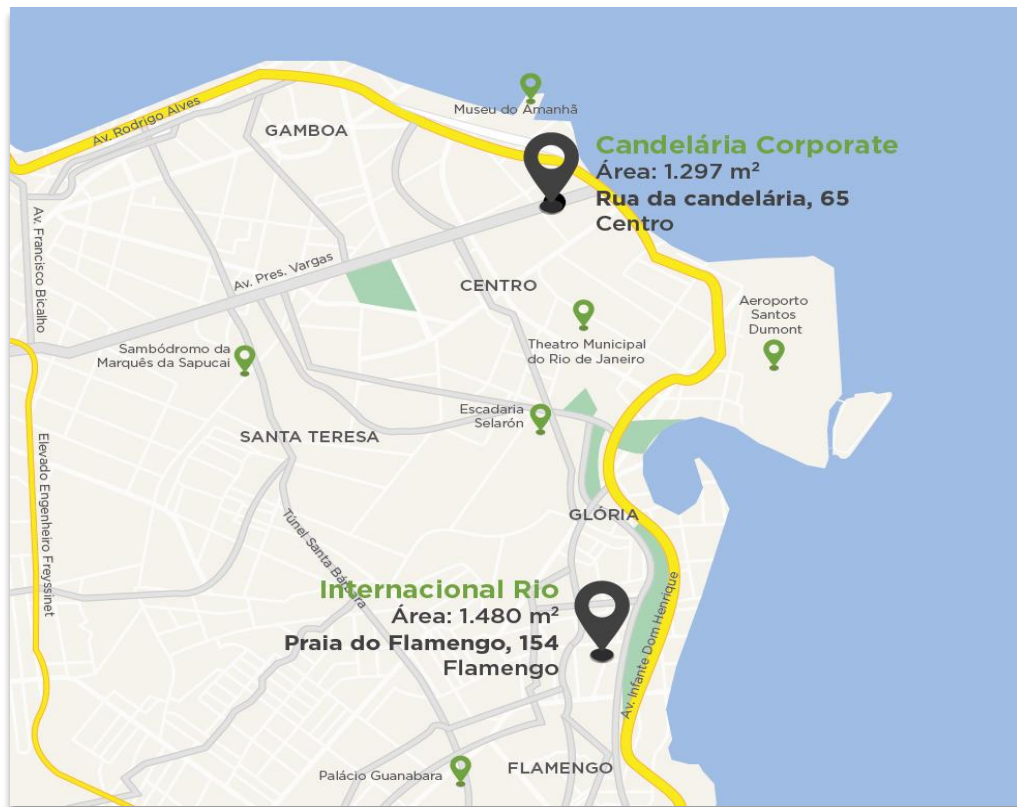 Museu do Amanhã
Av. Rodrigo Alves
GAMBOA
Candelária Corporate
Área: 1.297 m²
Rua da candelária, 65
Centro
Av. Francisco Bicalho
Av. Pres. Vargas
CENTRO
Aeroporto
Santos
Dumont
Theatro Municipal
do Rio de Janeiro
Sambódromo da
Marquês da Sapucai
Escadaria
Selarón
SANTA TERESA
Elevado Engenheiro Freyssinet
GLÓRIA
Túnel Santa Bárbara
Internacional Rio
Área: 1.480 m²
Praia do Flamengo, 154
Flamengo
Av. Infante Dom Henrique
FLAMENGO
Palácio Guanabara